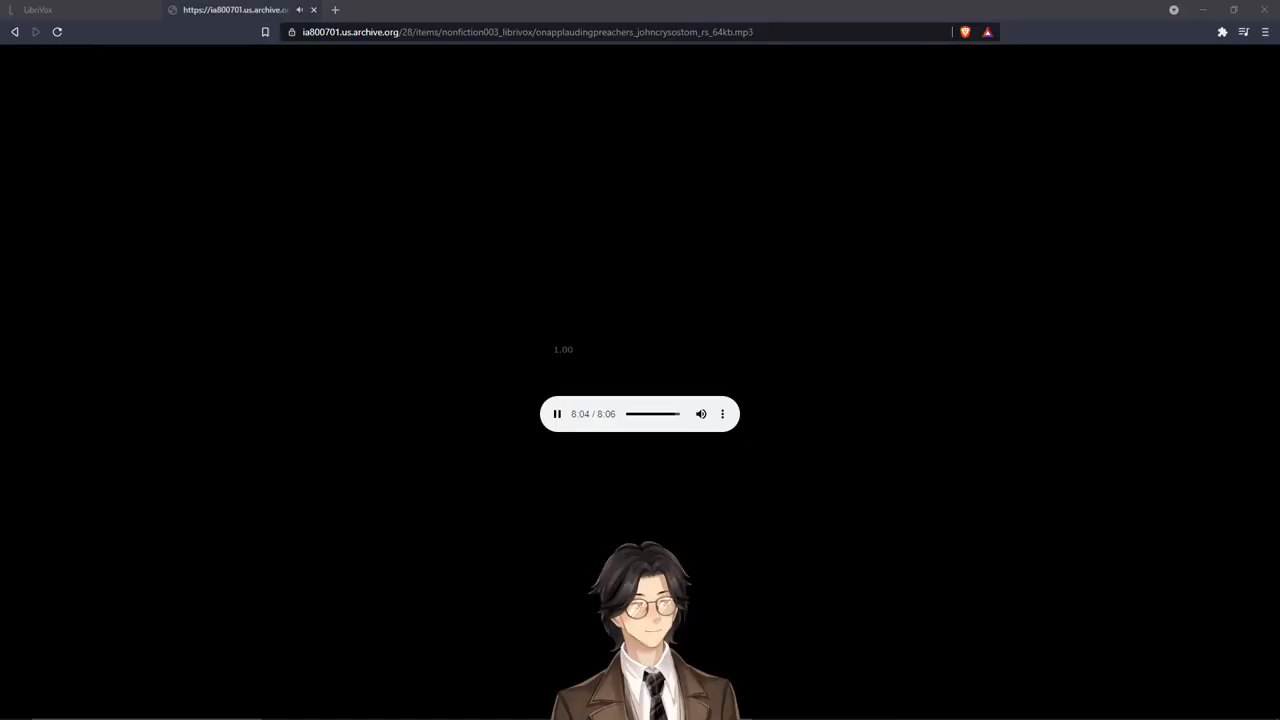 LibriVox
https://ia800701.us.archive.o
ia800701.us.archive.org/28/items/nonfiction003_librivox/onapplaudingpreachers_johncrysostom_rs_64kb.mp3
1.00
8:04 / 8:06